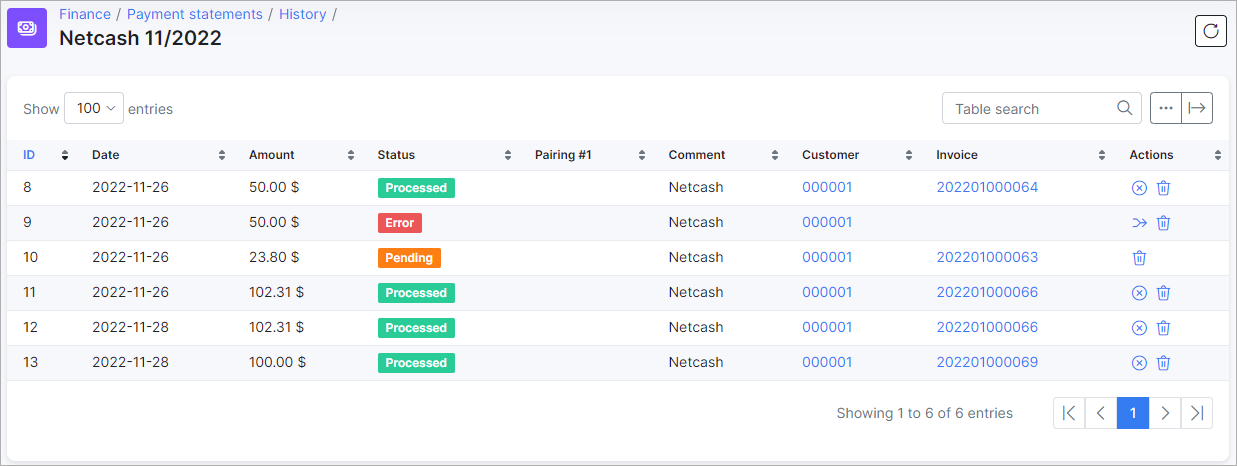 Finance / Payment statements / History /
Netcash 11/2022
Show 100 entries
Table search
ID Date Amount Status Pairing #1 Comment Customer Invoice Actions
8 2022-11-26 50.00 $ Processed Netcash 000001 202201000064
9 2022-11-26 50.00 $ Error Netcash 000001
10 2022-11-26 23.80 $ Pending Netcash 000001 202201000063
11 2022-11-26 102.31 $ Processed Netcash 000001 202201000066
12 2022-11-28 102.31 $ Processed Netcash 000001 202201000066
13 2022-11-28 100.00 $ Processed Netcash 000001 202201000069
Showing 1 to 6 of 6 entries
1